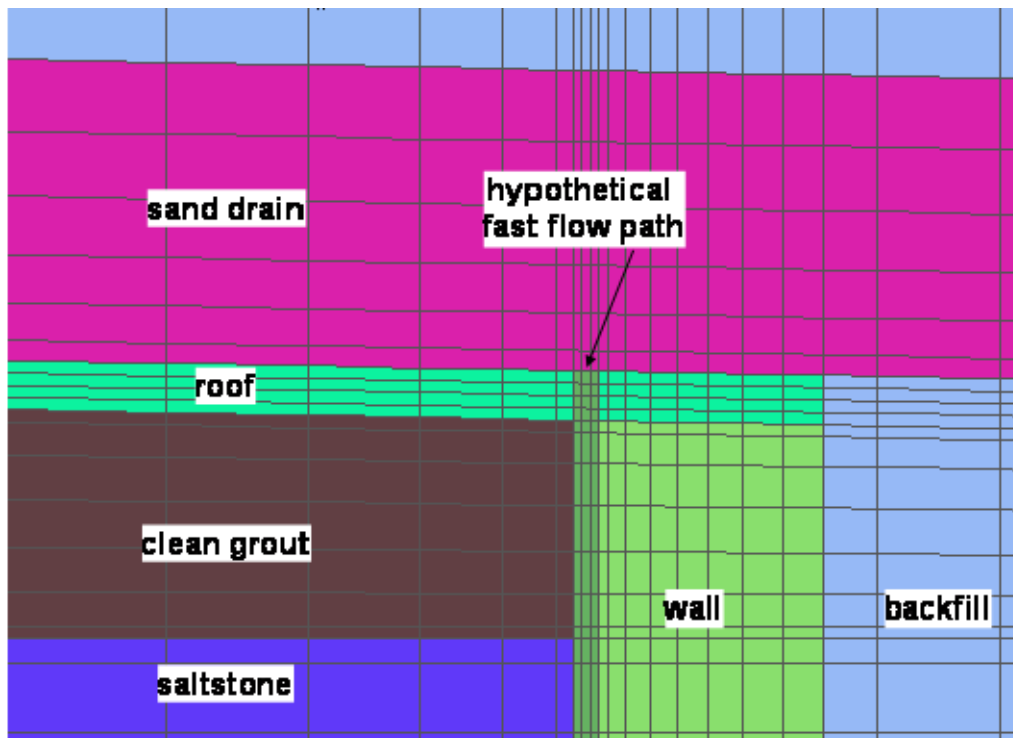 hypothetical
fast flow path
sand drain
roof
clean grout
wall
backfill
saltstone